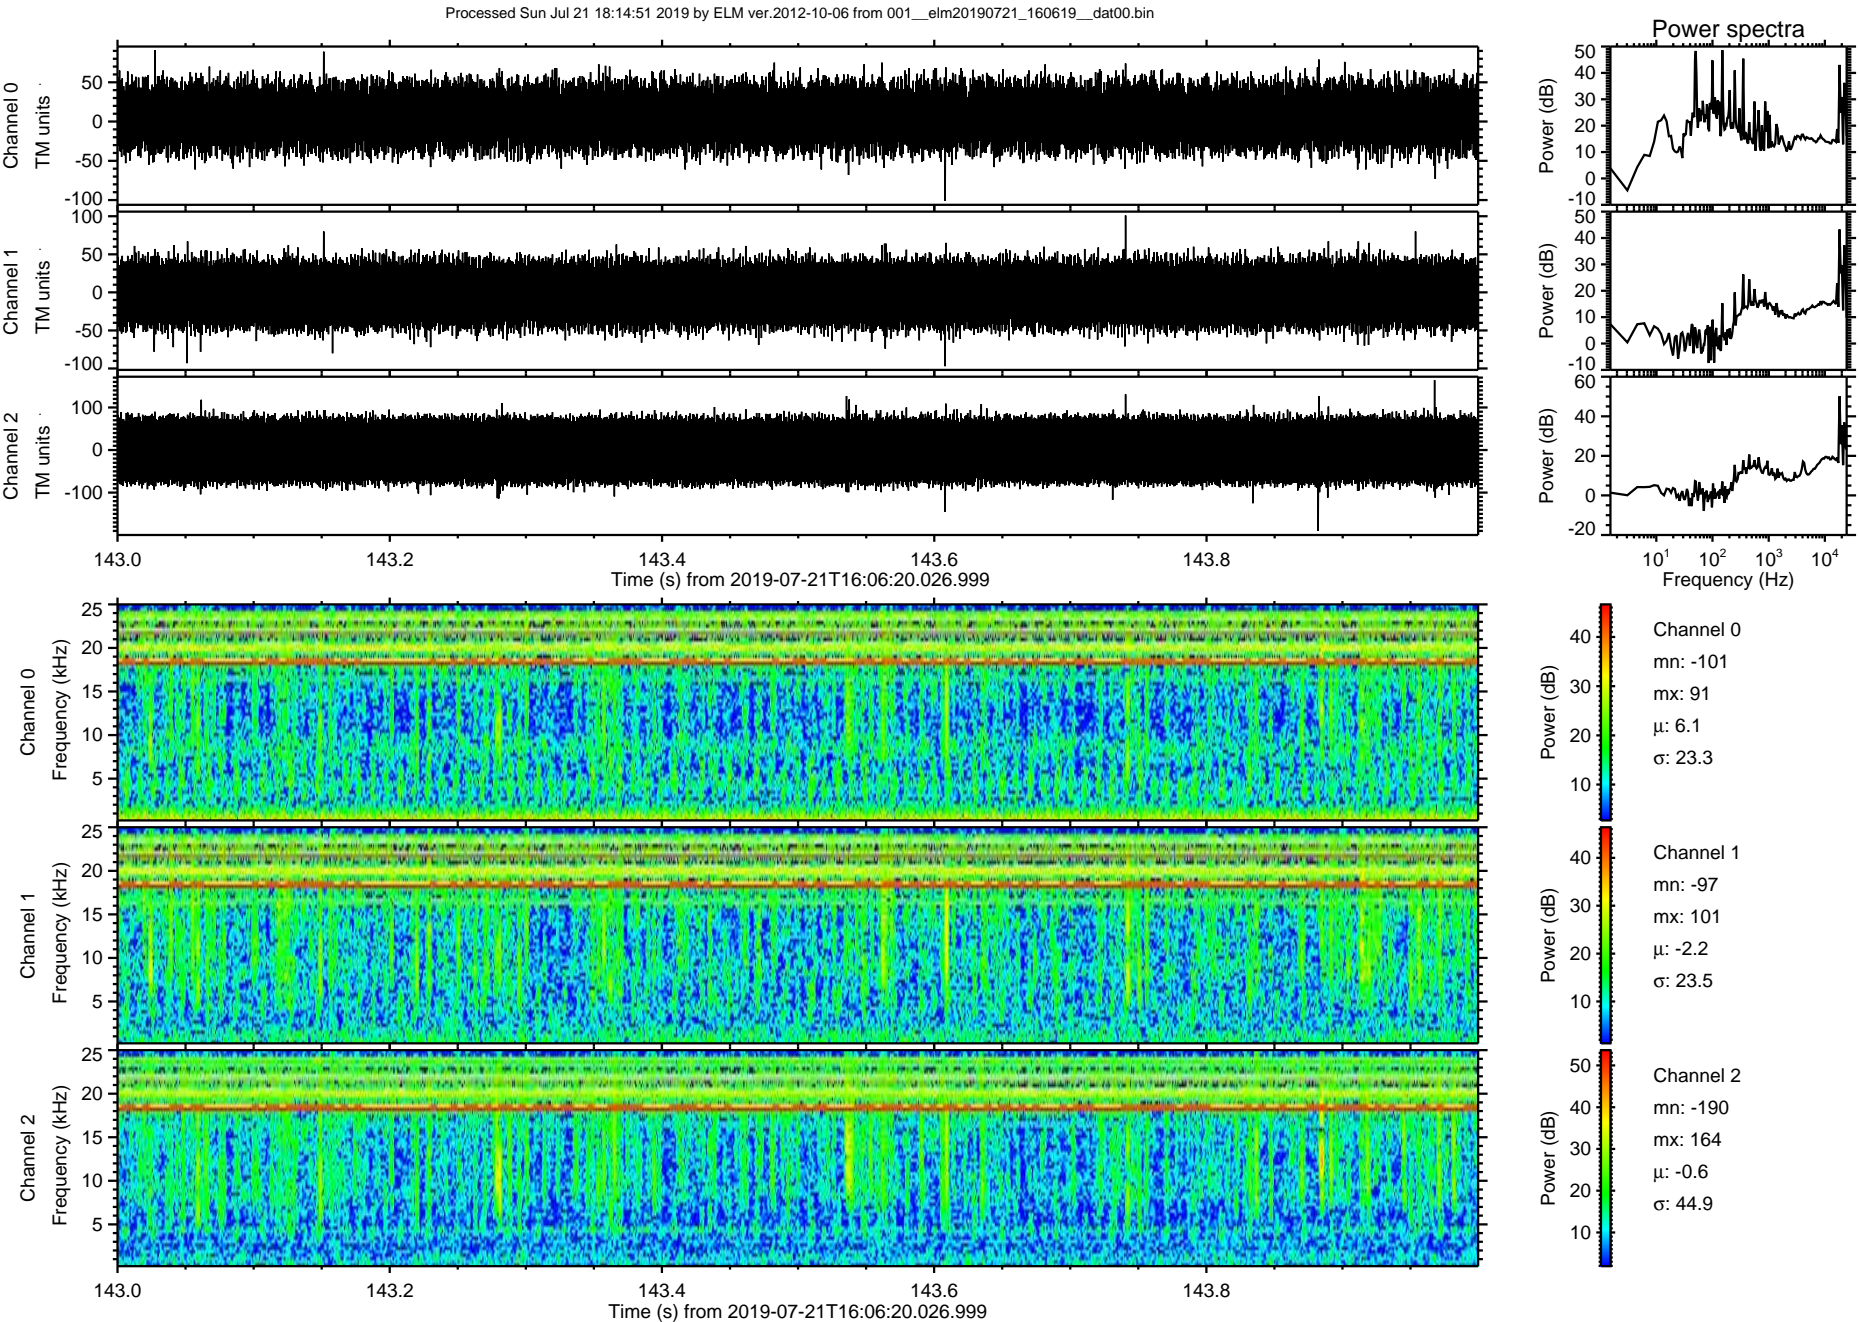 Processed Sun Jul 21 18:14:51 2019 by ELM ver.2012-10-06 from 001__elm20190721_160619__dat00.bin
Power spectra
Channel 0
TM units
50
0
-50
-100
Power (dB)
50
40
30
20
10
0
-10
Channel 1
TM units
100
50
0
-50
-100
Power (dB)
50
40
30
20
10
0
-10
Channel 2
TM units
100
0
-100
Power (dB)
60
40
20
0
-20
143.0 143.2 143.4 143.6 143.8
Time (s) from 2019-07-21T16:06:20.026.999
10¹ 10² 10³ 10⁴
Frequency (Hz)
Channel 0
Frequency (kHz)
25
20
15
10
5
Power (dB)
40
30
20
10
Channel 0
mn: -101
mx: 91
μ: 6.1
σ: 23.3
Channel 1
Frequency (kHz)
25
20
15
10
5
Power (dB)
40
30
20
10
Channel 1
mn: -97
mx: 101
μ: -2.2
σ: 23.5
Channel 2
Frequency (kHz)
25
20
15
10
5
Power (dB)
50
40
30
20
10
Channel 2
mn: -190
mx: 164
μ: -0.6
σ: 44.9
143.0 143.2 143.4 143.6 143.8
Time (s) from 2019-07-21T16:06:20.026.999